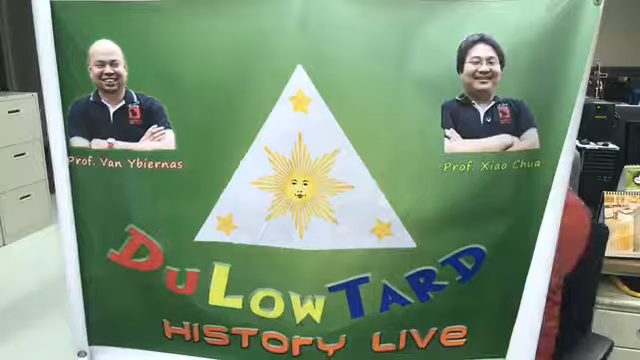 Prof. Van Ybiernas
Prof. Xiao Chua
DuLowTard
History Live